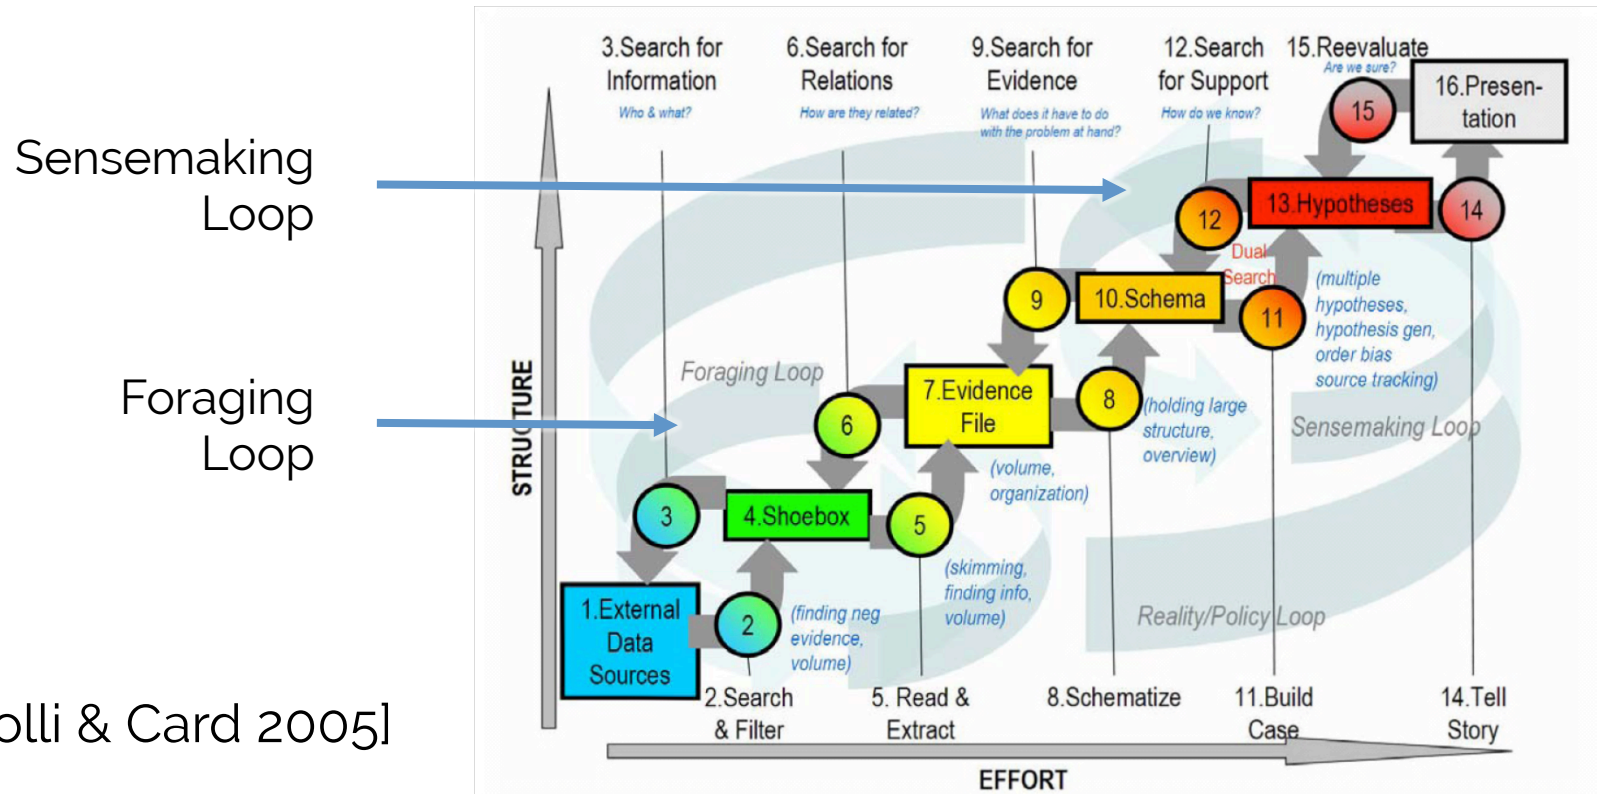 Sensemaking
Loop
Foraging
Loop
olli & Card 2005]
3.Search for
Information
Who & what?
6.Search for
Relations
How are they related?
9.Search for
Evidence
What does it have to do
with the problem at hand?
12.Search
for Support
How do we know?
15.Reevaluate
Are we sure?
15
16.Presen-
tation
12
13.Hypotheses
14
Dual
Search
9
10.Schema
11
(multiple
hypotheses,
hypothesis gen,
order bias
source tracking)
Foraging Loop
6
7.Evidence
File
8
(holding large
structure,
overview)
Sensemaking Loop
(volume,
organization)
3
4.Shoebox
5
(skimming,
finding info,
volume)
1.External
Data
Sources
2
(finding neg
evidence,
volume)
Reality/Policy Loop
2.Search
& Filter
5. Read &
Extract
8.Schematize
11.Build
Case
14.Tell
Story
STRUCTURE
EFFORT